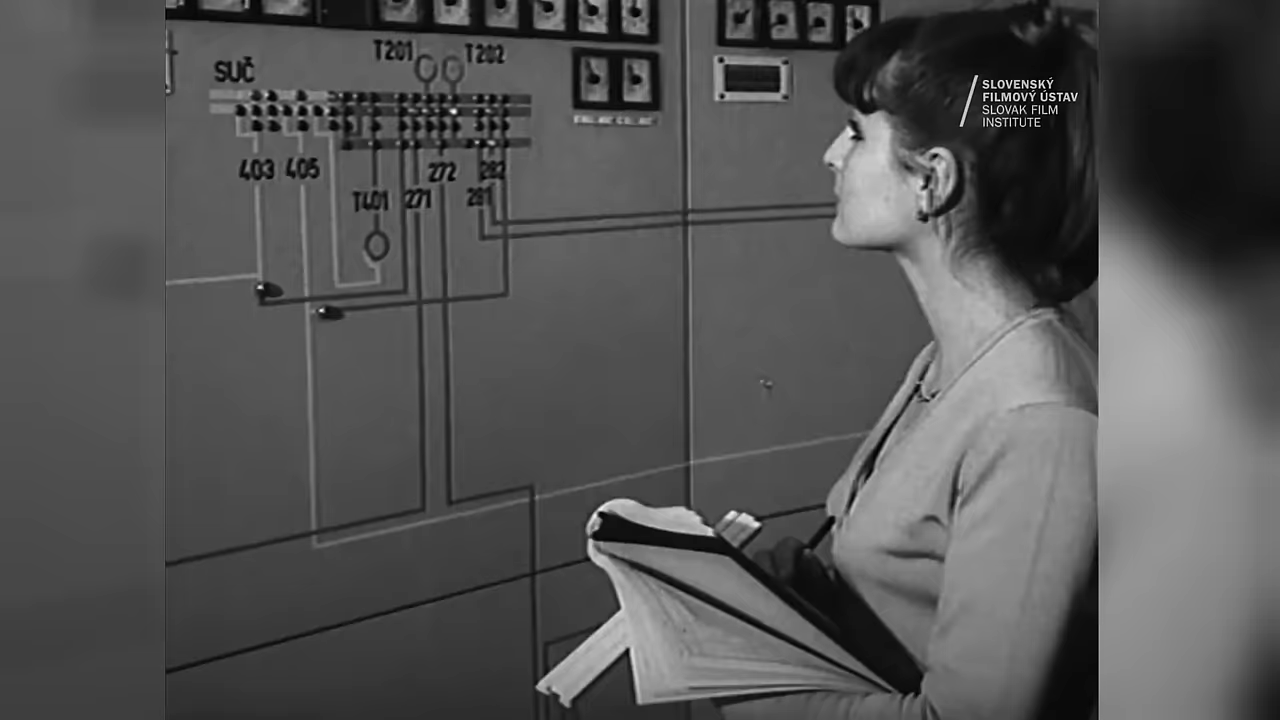 T201 T202
SUČ
403 405 272 282
T401 271 281
SLOVENSKÝ
FILMOVÝ ÚSTAV
SLOVAK FILM
INSTITUTE